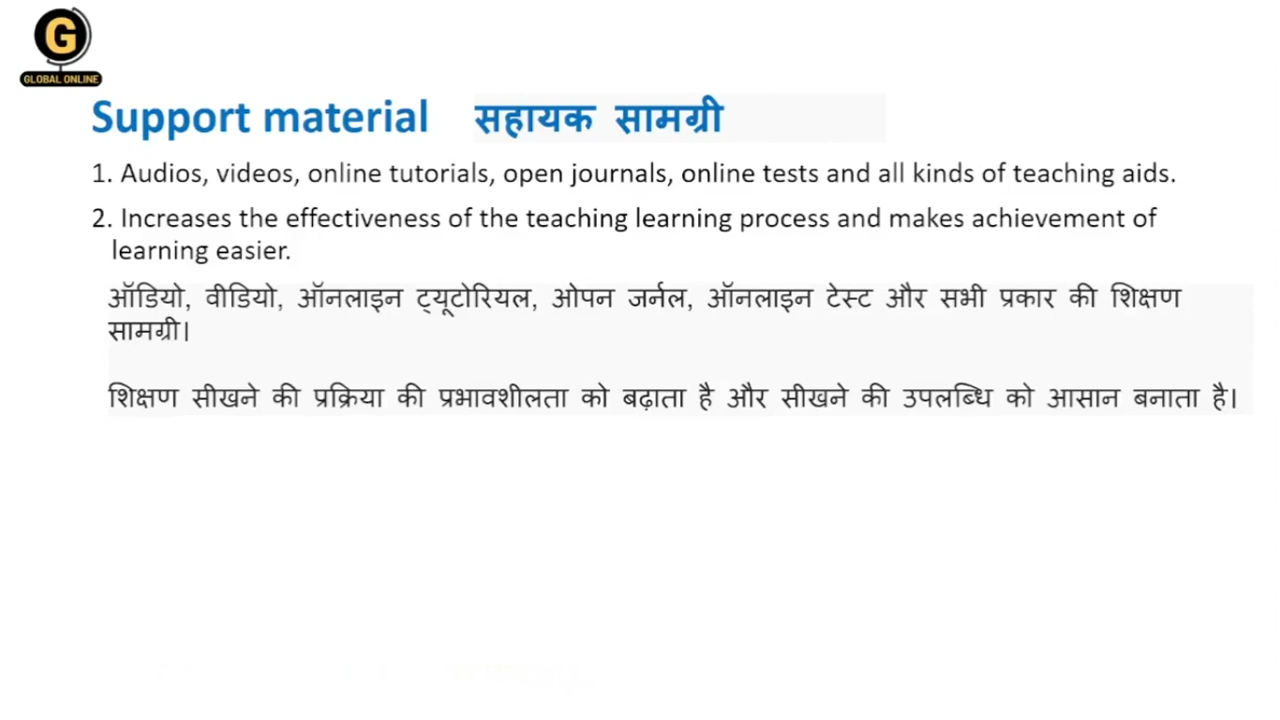 G
GLOBAL ONLINE
Support material सहायक सामग्री
1. Audios, videos, online tutorials, open journals, online tests and all kinds of teaching aids.
2. Increases the effectiveness of the teaching learning process and makes achievement of
learning easier.
ऑडियो, वीडियो, ऑनलाइन ट्यूटोरियल, ओपन जर्नल, ऑनलाइन टेस्ट और सभी प्रकार की शिक्षण
सामग्री।
शिक्षण सीखने की प्रक्रिया की प्रभावशीलता को बढ़ाता है और सीखने की उपलब्धि को आसान बनाता है।